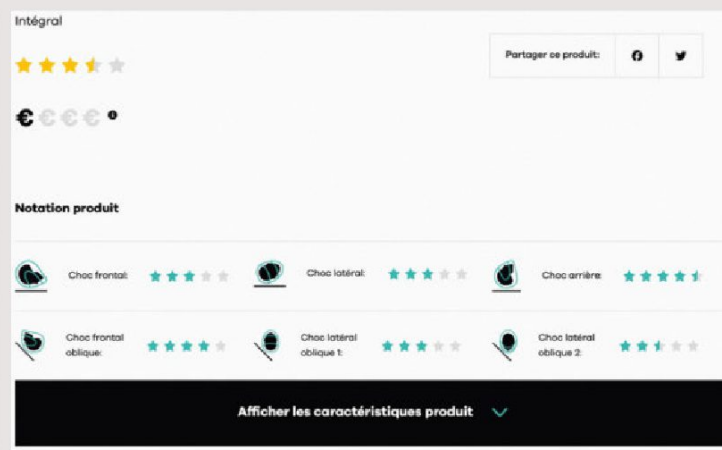 Intégral
Partager ce produit:
€ € € €
Notation produit
Choc frontal:
Choc latéral:
Choc arrière:
Choc frontal
oblique:
Choc latéral
oblique 1:
Choc latéral
oblique 2:
Afficher les caractéristiques produit